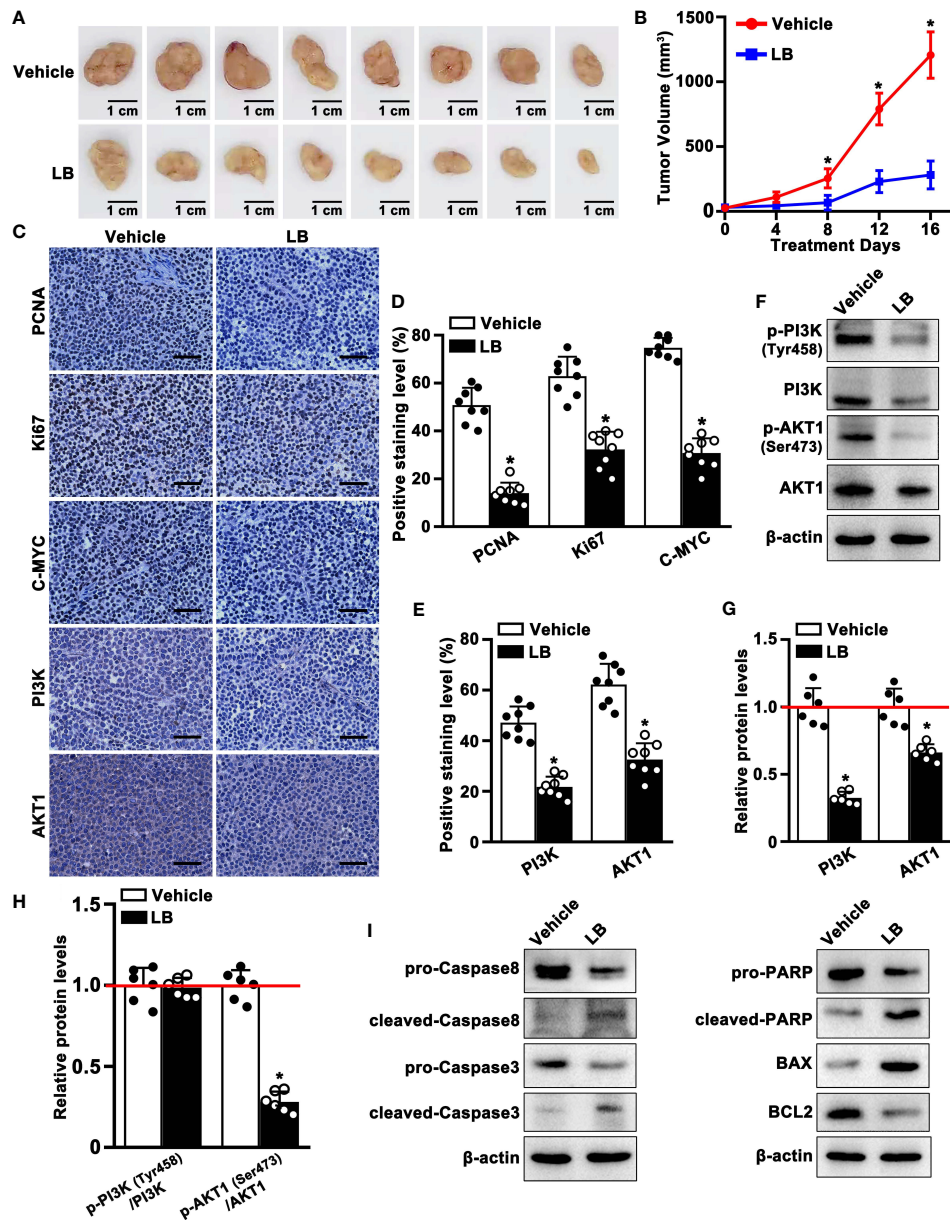 A
Vehicle
1 cm 1 cm 1 cm 1 cm 1 cm 1 cm 1 cm 1 cm
LB
1 cm 1 cm 1 cm 1 cm 1 cm 1 cm 1 cm 1 cm
B
Vehicle
LB
Tumor Volume (mm³)
1500
1000
500
0
0 4 8 12 16
Treatment Days
* * *
C
Vehicle LB
PCNA
Ki67
C-MYC
PI3K
AKT1
D
Vehicle
LB
Positive staining level (%)
80
60
40
20
0
* * *
PCNA Ki67 C-MYC
E
Vehicle
LB
Positive staining level (%)
80
60
40
20
0
* *
PI3K AKT1
F
Vehicle LB
p-PI3K
(Tyr458)
PI3K
p-AKT1
(Ser473)
AKT1
β-actin
G
Vehicle
LB
Relative protein levels
1.5
1.0
0.5
0
* *
PI3K AKT1
H
Vehicle
LB
Relative protein levels
1.5
1.0
0.5
0
*
p-PI3K (Tyr458)
/PI3K
p-AKT1 (Ser473)
/AKT1
I
Vehicle LB
pro-Caspase8
cleaved-Caspase8
pro-Caspase3
cleaved-Caspase3
β-actin
Vehicle LB
pro-PARP
cleaved-PARP
BAX
BCL2
β-actin